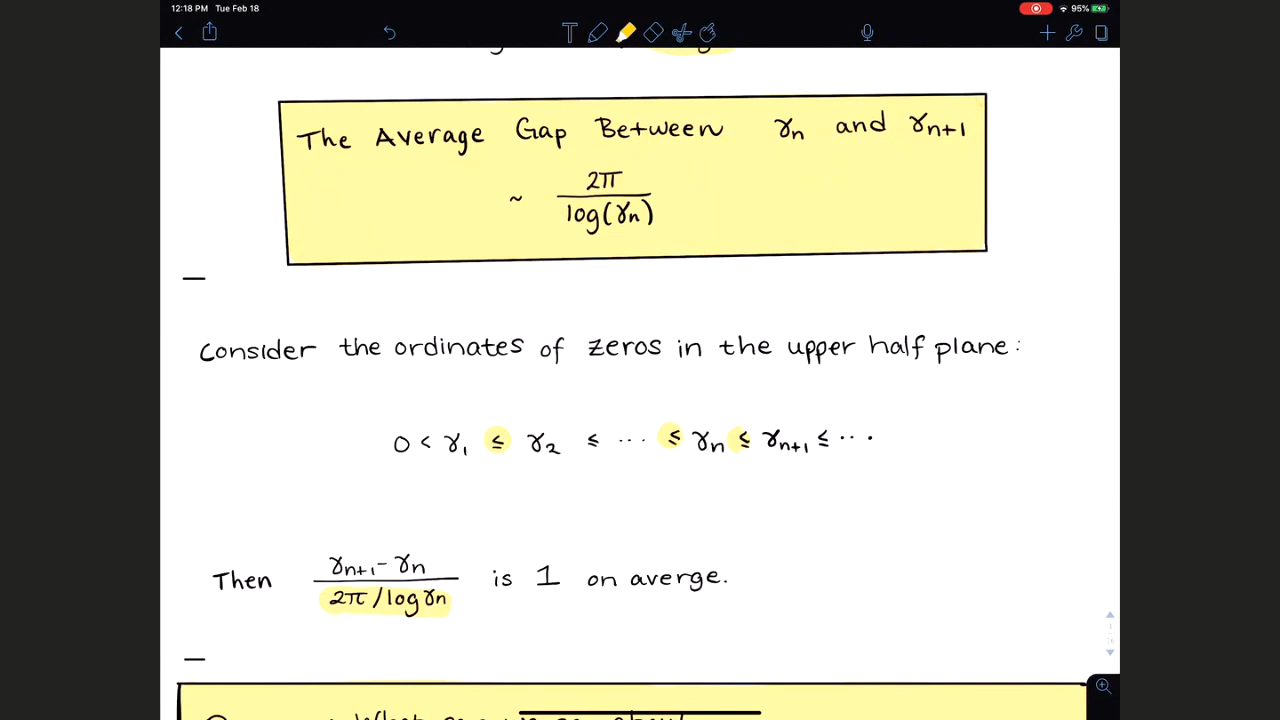 12:18 PM Tue Feb 18
95%
The Average Gap Between γn and γn+1
~ 2π
log(γn)
Consider the ordinates of zeros in the upper half plane:
0 < γ1 ≤ γ2 ≤ ... ≤ γn ≤ γn+1 ≤ ...
γn+1 - γn
Then is 1 on averge.
2π / log γn